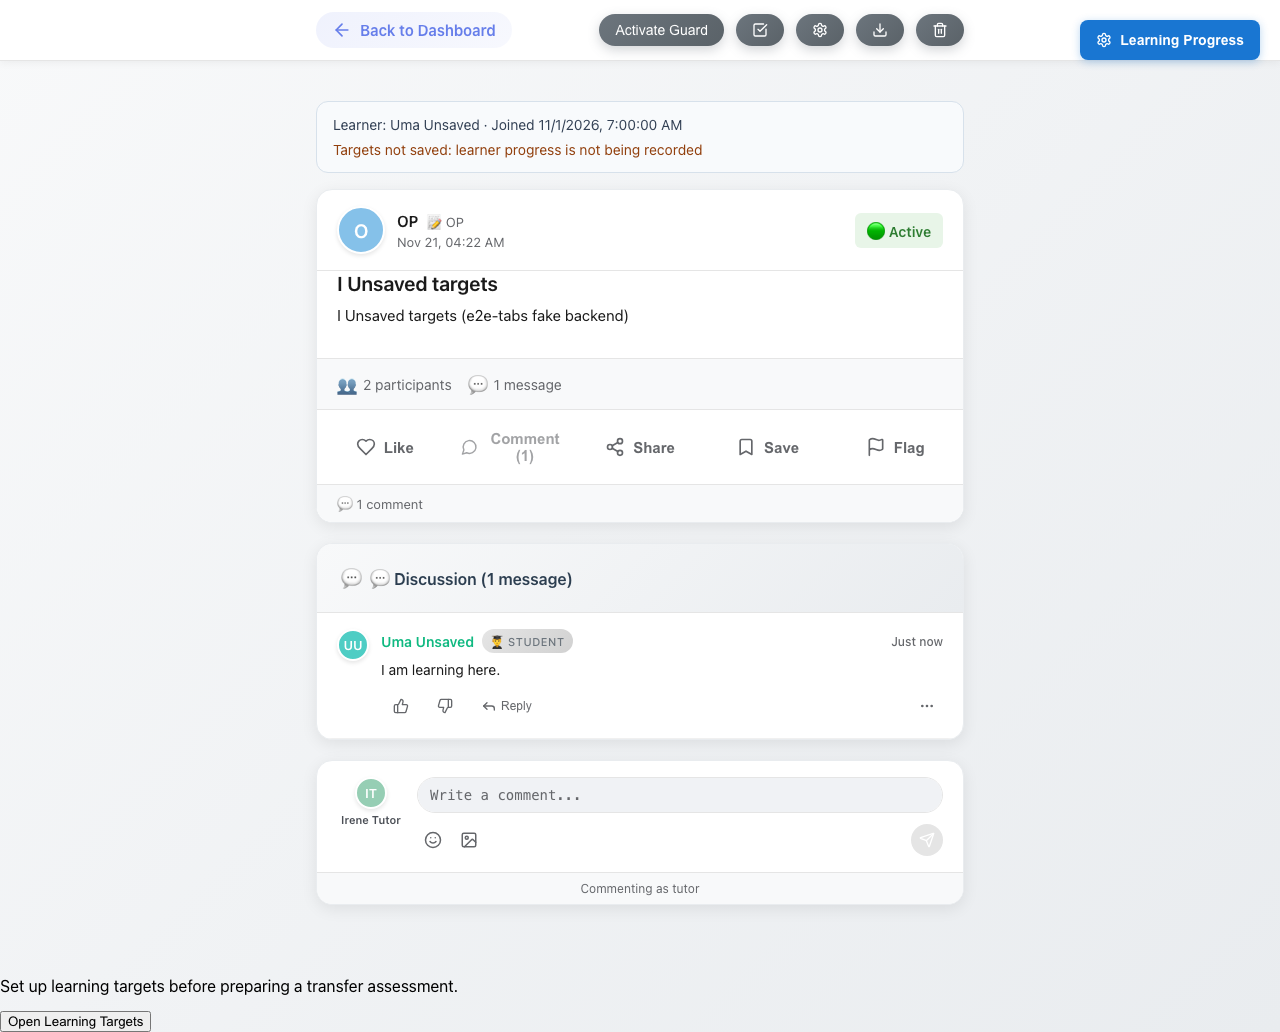 Back to Dashboard
Activate Guard
Learning Progress
Learner: Uma Unsaved · Joined 11/1/2026, 7:00:00 AM
Targets not saved: learner progress is not being recorded
O
OP 📝 OP
Nov 21, 04:22 AM
Active
I Unsaved targets
I Unsaved targets (e2e-tabs fake backend)
2 participants
1 message
Like
Comment
(1)
Share
Save
Flag
1 comment
Discussion (1 message)
UU
Uma Unsaved
STUDENT
Just now
I am learning here.
Reply
IT
Irene Tutor
Write a comment...
Commenting as tutor
Set up learning targets before preparing a transfer assessment.
Open Learning Targets